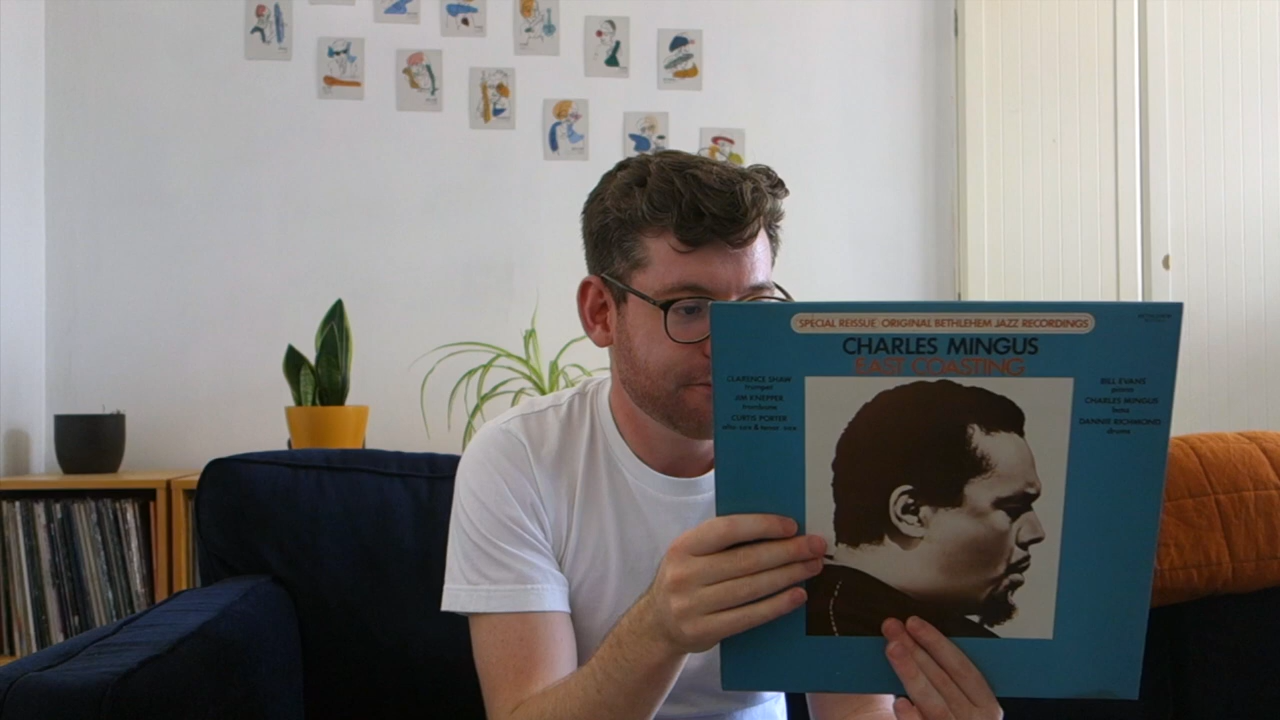 SPECIAL REISSUE, ORIGINAL BETHLEHEM JAZZ RECORDINGS
CHARLES MINGUS
EAST COASTING
CLARENCE SHAW
trumpet
JIM KNEPPER
trombone
CURTIS PORTER
alto sax & tenor sax
BILL EVANS
piano
CHARLES MINGUS
bass
DANNIE RICHMOND
drums